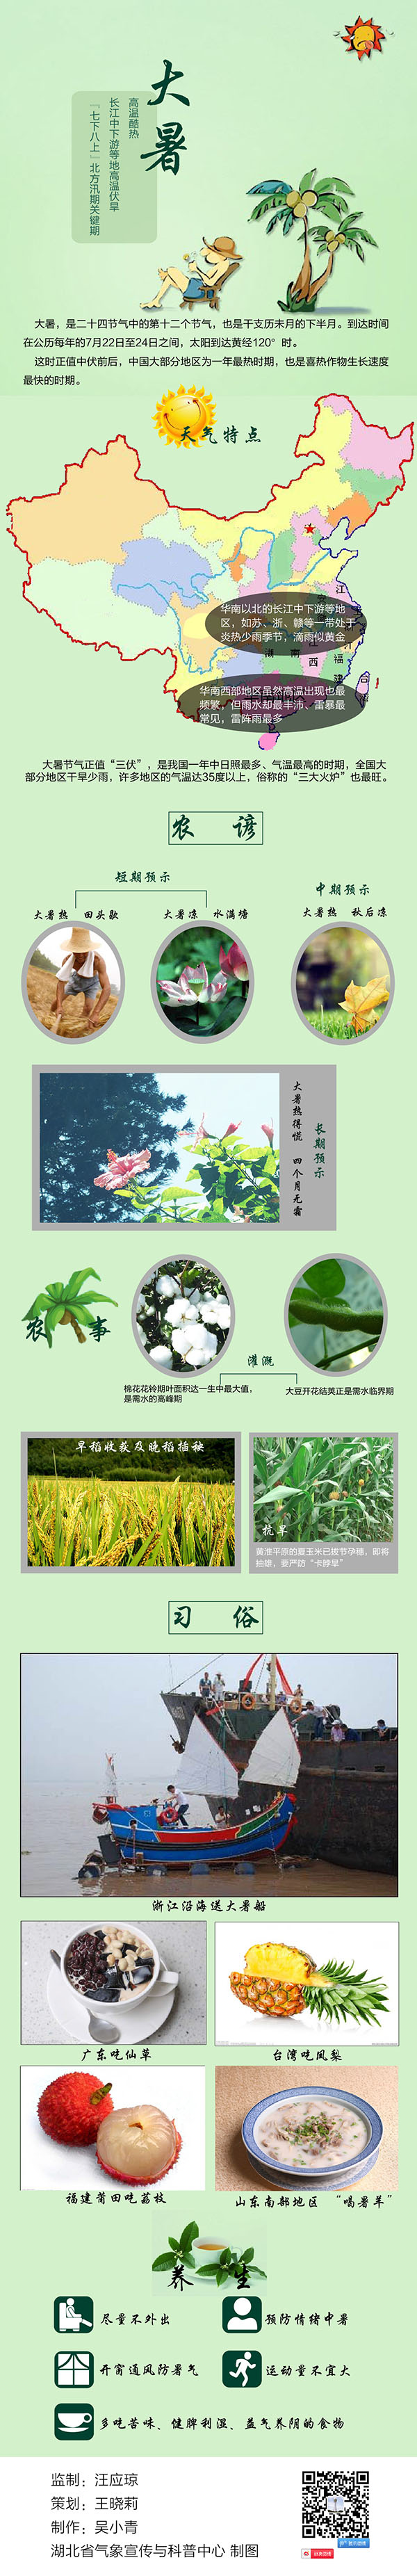 大暑
高温酷热
长江中下游等地高温伏旱
“七下八上”北方汛期关键期
大暑，是二十四节气中的第十二个节气，也是干支历未月的下半月。到达时间
在公历每年的7月22日至24日之间，太阳到达黄经120°时。
这时正值中伏前后，中国大部分地区为一年最热时期，也是喜热作物生长速度
最快的时期。
天气特点
华南以北的长江中下游等地
区，如苏、浙、赣等一带处于
炎热少雨季节，滴雨似黄金
江
湖南
江西
福建
台
华南西部地区虽然高温出现也最
频繁，但雨水却最丰沛、雷暴最
常见，雷阵雨最多
大暑节气正值“三伏”，是我国一年中日照最多、气温最高的时期，全国大
部分地区干旱少雨，许多地区的气温达35度以上，俗称的“三大火炉”也最旺。
农 谚
短期预示
中期预示
大暑热 田头歇
大暑凉 水满塘
大暑热 秋后凉
长期预示
大暑热得慌 四个月无霜
农事
灌溉
棉花花铃期叶面积达一生中最大值，
是需水的高峰期
大豆开花结荚正是需水临界期
早稻收获及晚稻插秧
抗旱
黄淮平原的夏玉米已拔节孕穗，即将
抽雄，要严防“卡脖旱”
习 俗
浙江沿海送大暑船
广东吃仙草
台湾吃凤梨
福建莆田吃荔枝
山东南部地区 “喝暑羊”
养生
尽量不外出
预防情绪中暑
开窗通风防暑气
运动量不宜大
多吃苦味、健脾利湿、益气养阴的食物
监制：汪应琼
策划：王晓莉
制作：吴小青
湖北省气象宣传与科普中心 制图